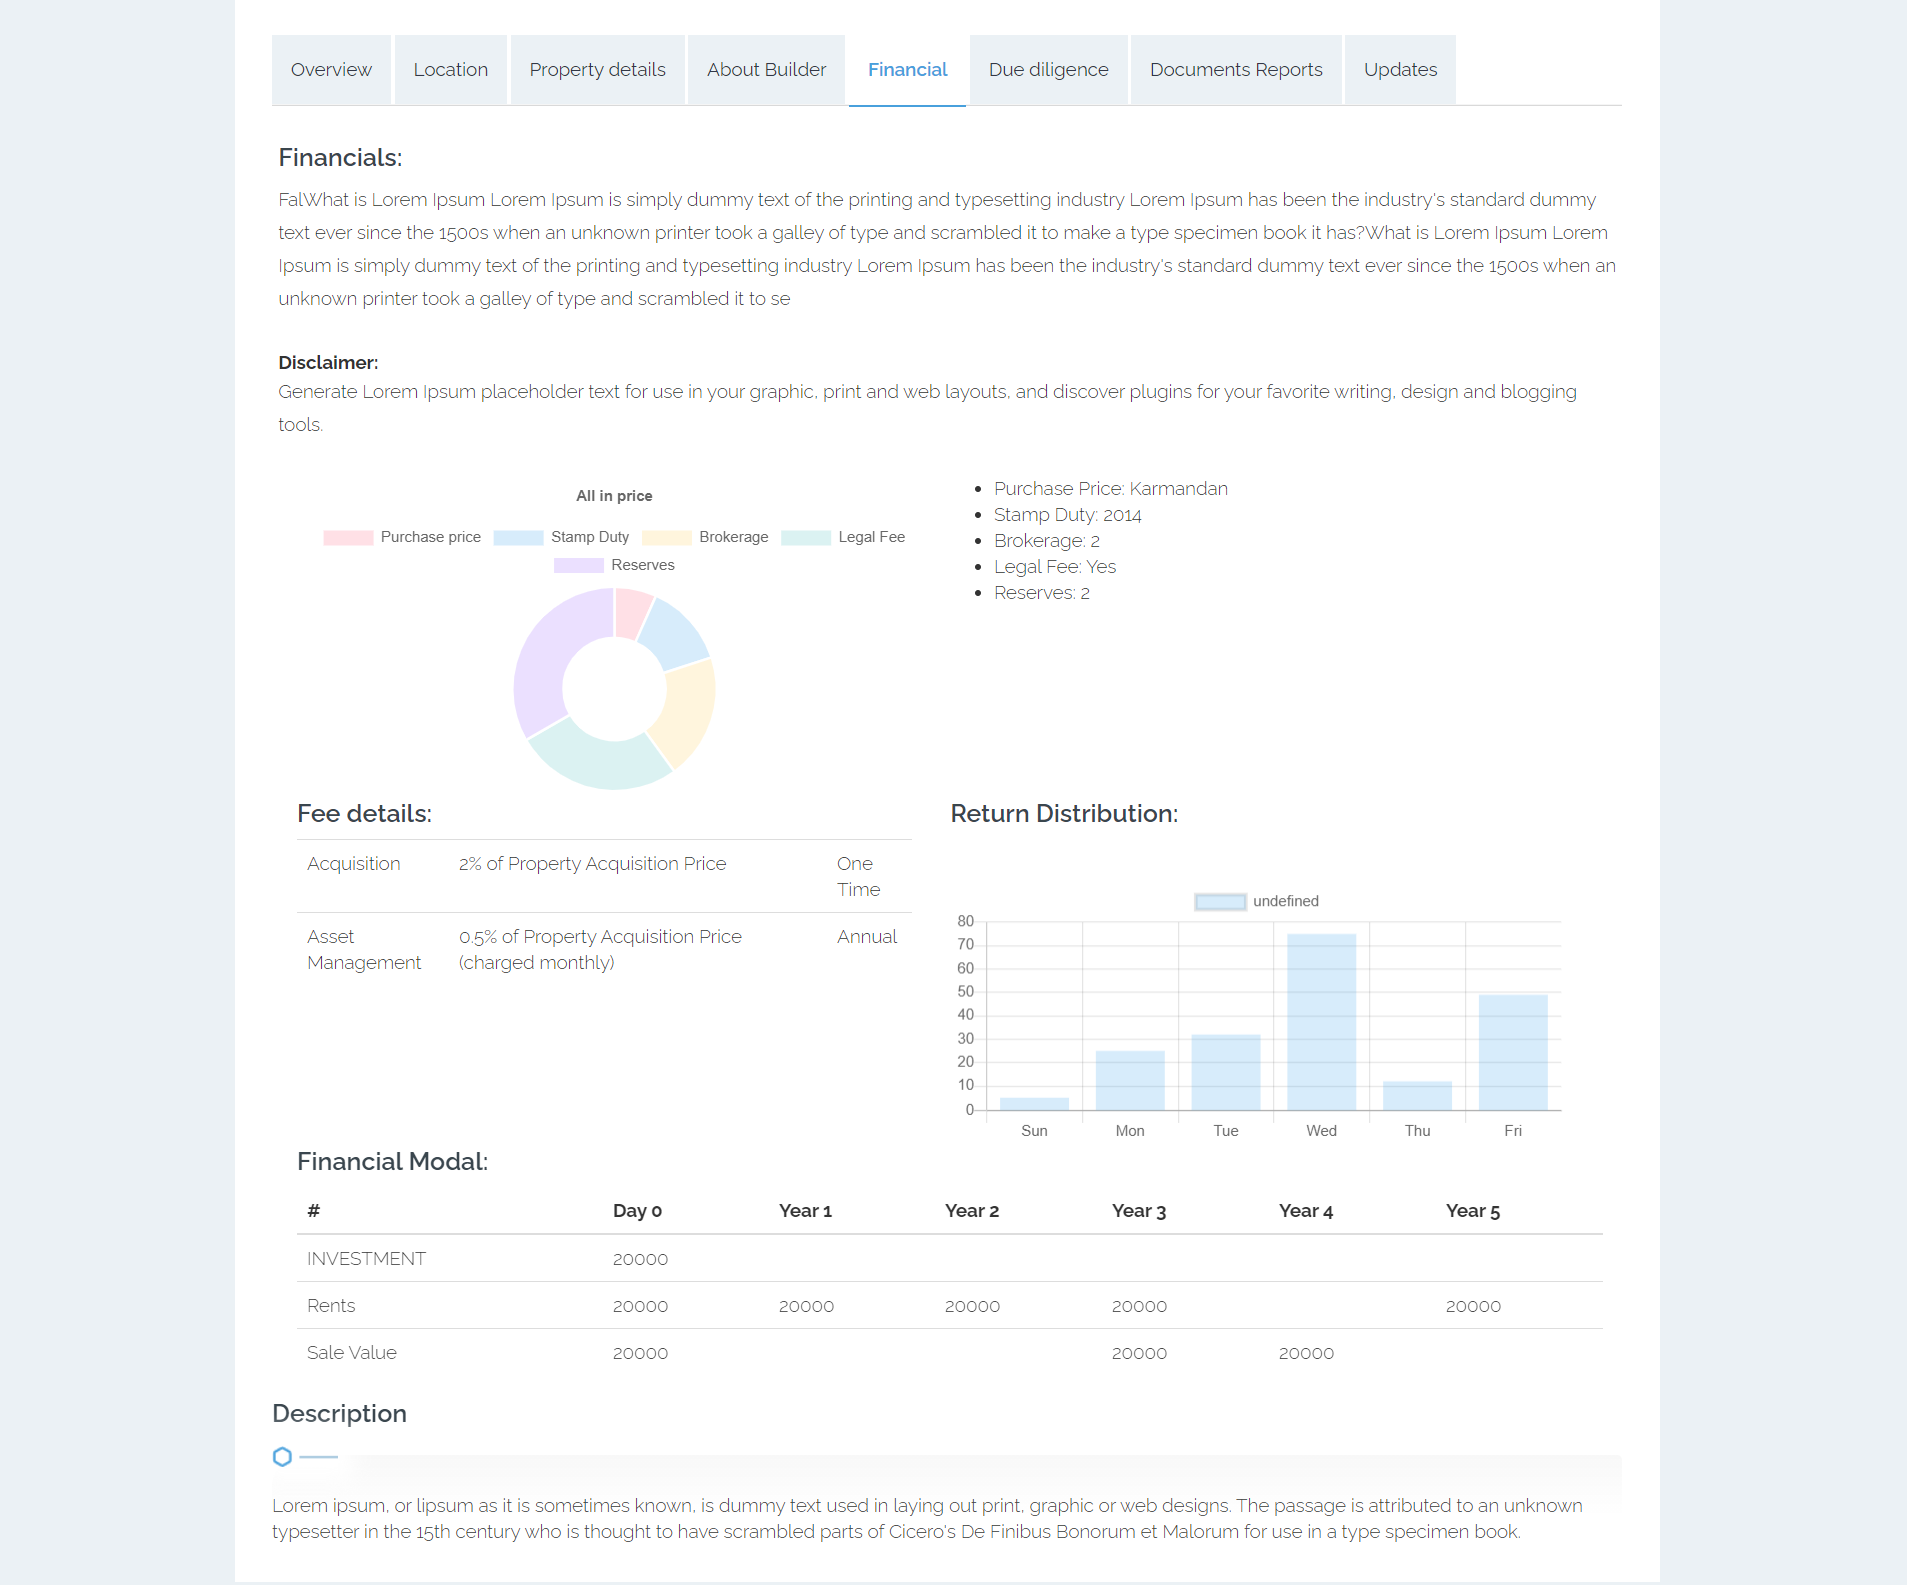 Overview Location Property details About Builder Financial Due diligence Documents Reports Updates
Financials:
FalWhat is Lorem Ipsum Lorem Ipsum is simply dummy text of the printing and typesetting industry Lorem Ipsum has been the industry's standard dummy
text ever since the 1500s when an unknown printer took a galley of type and scrambled it to make a type specimen book it has?What is Lorem Ipsum Lorem
Ipsum is simply dummy text of the printing and typesetting industry Lorem Ipsum has been the industry's standard dummy text ever since the 1500s when an
unknown printer took a galley of type and scrambled it to se
Disclaimer:
Generate Lorem Ipsum placeholder text for use in your graphic, print and web layouts, and discover plugins for your favorite writing, design and blogging
tools.
All in price
Purchase price Stamp Duty Brokerage Legal Fee
Reserves
Purchase Price: Karmandan
Stamp Duty: 2014
Brokerage: 2
Legal Fee: Yes
Reserves: 2
Fee details:
Acquisition 2% of Property Acquisition Price One
Time
Asset 0.5% of Property Acquisition Price Annual
Management (charged monthly)
Return Distribution:
undefined
80
70
60
50
40
30
20
10
0
Sun Mon Tue Wed Thu Fri
Financial Modal:
# Day 0 Year 1 Year 2 Year 3 Year 4 Year 5
INVESTMENT 20000
Rents 20000 20000 20000 20000 20000
Sale Value 20000 20000 20000
Description
Lorem ipsum, or lipsum as it is sometimes known, is dummy text used in laying out print, graphic or web designs. The passage is attributed to an unknown
typesetter in the 15th century who is thought to have scrambled parts of Cicero's De Finibus Bonorum et Malorum for use in a type specimen book.